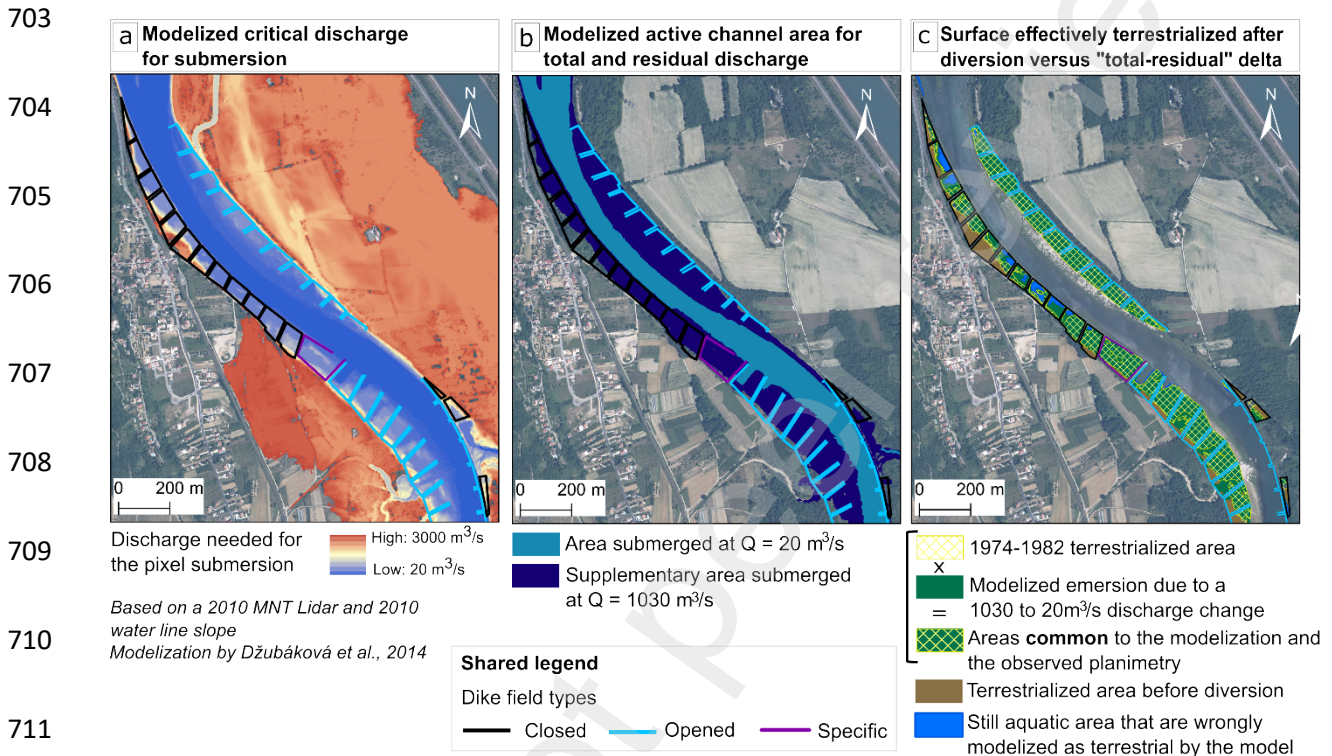 703
a Modelized critical discharge
for submersion
b Modelized active channel area for
total and residual discharge
c Surface effectively terrestrialized after
diversion versus "total-residual" delta
704
N
N
705
706
707
708
0 200 m
0 200 m
0 200 m
709
Discharge needed for
the pixel submersion
High: 3000 m³/s
Low: 20 m³/s
Based on a 2010 MNT Lidar and 2010
water line slope
Modelization by Džubáková et al., 2014
Area submerged at Q = 20 m³/s
Supplementary area submerged
at Q = 1030 m³/s
1974-1982 terrestrialized area
x
Modelized emersion due to a
= 1030 to 20m³/s discharge change
Areas common to the modelization and
the observed planimetry
Terrestrialized area before diversion
Still aquatic area that are wrongly
modelized as terrestrial by the model
710
Shared legend
Dike field types
Closed Opened Specific
711